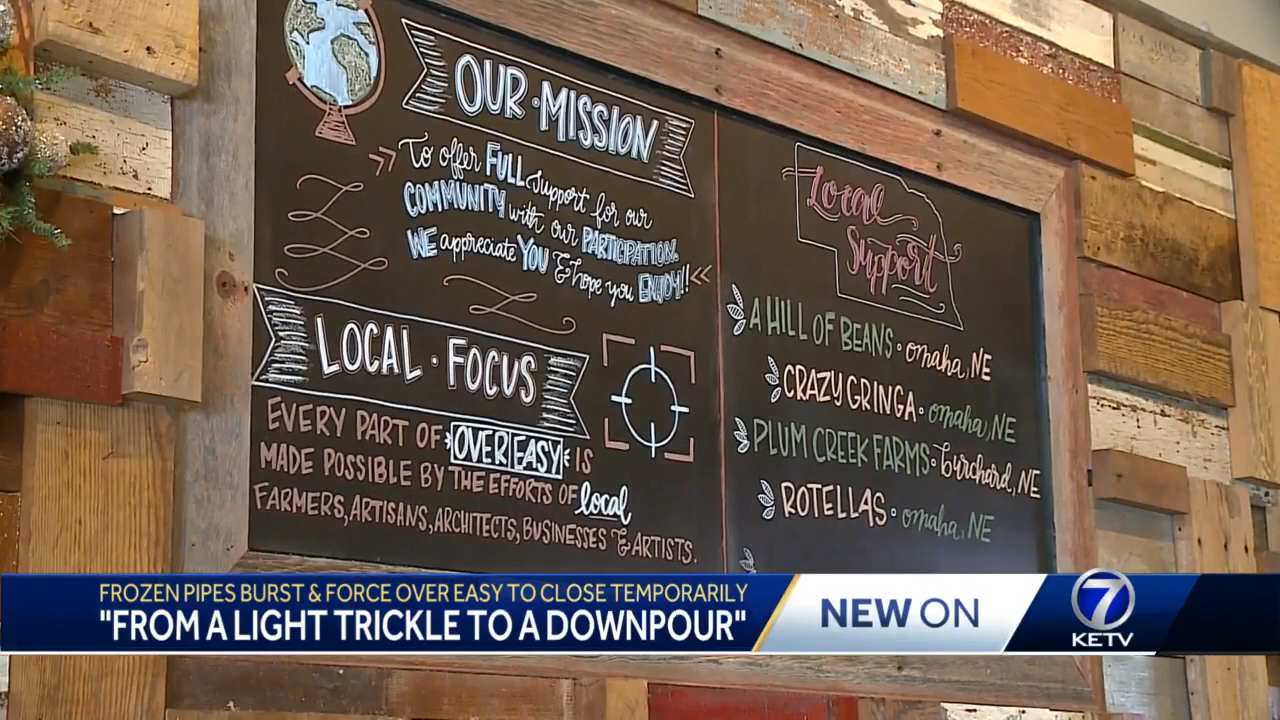 OUR · MISSION
To offer FULL support for our
COMMUNITY with our PARTICIPATION.
WE appreciate YOU & hope you ENJOY!!
LOCAL · FOCUS
EVERY PART OF OVER EASY IS
MADE POSSIBLE BY THE EFFORTS OF local
FARMERS, ARTISANS, ARCHITECTS, BUSINESSES & ARTISTS.
Local
Support
A HILL OF BEANS · omaha, NE
CRAZY GRINGA · omaha, NE
PLUM CREEK FARMS · burchard, NE
ROTELLAS · omaha, NE
FROZEN PIPES BURST & FORCE OVER EASY TO CLOSE TEMPORARILY
"FROM A LIGHT TRICKLE TO A DOWNPOUR"
NEW ON
7
KETV